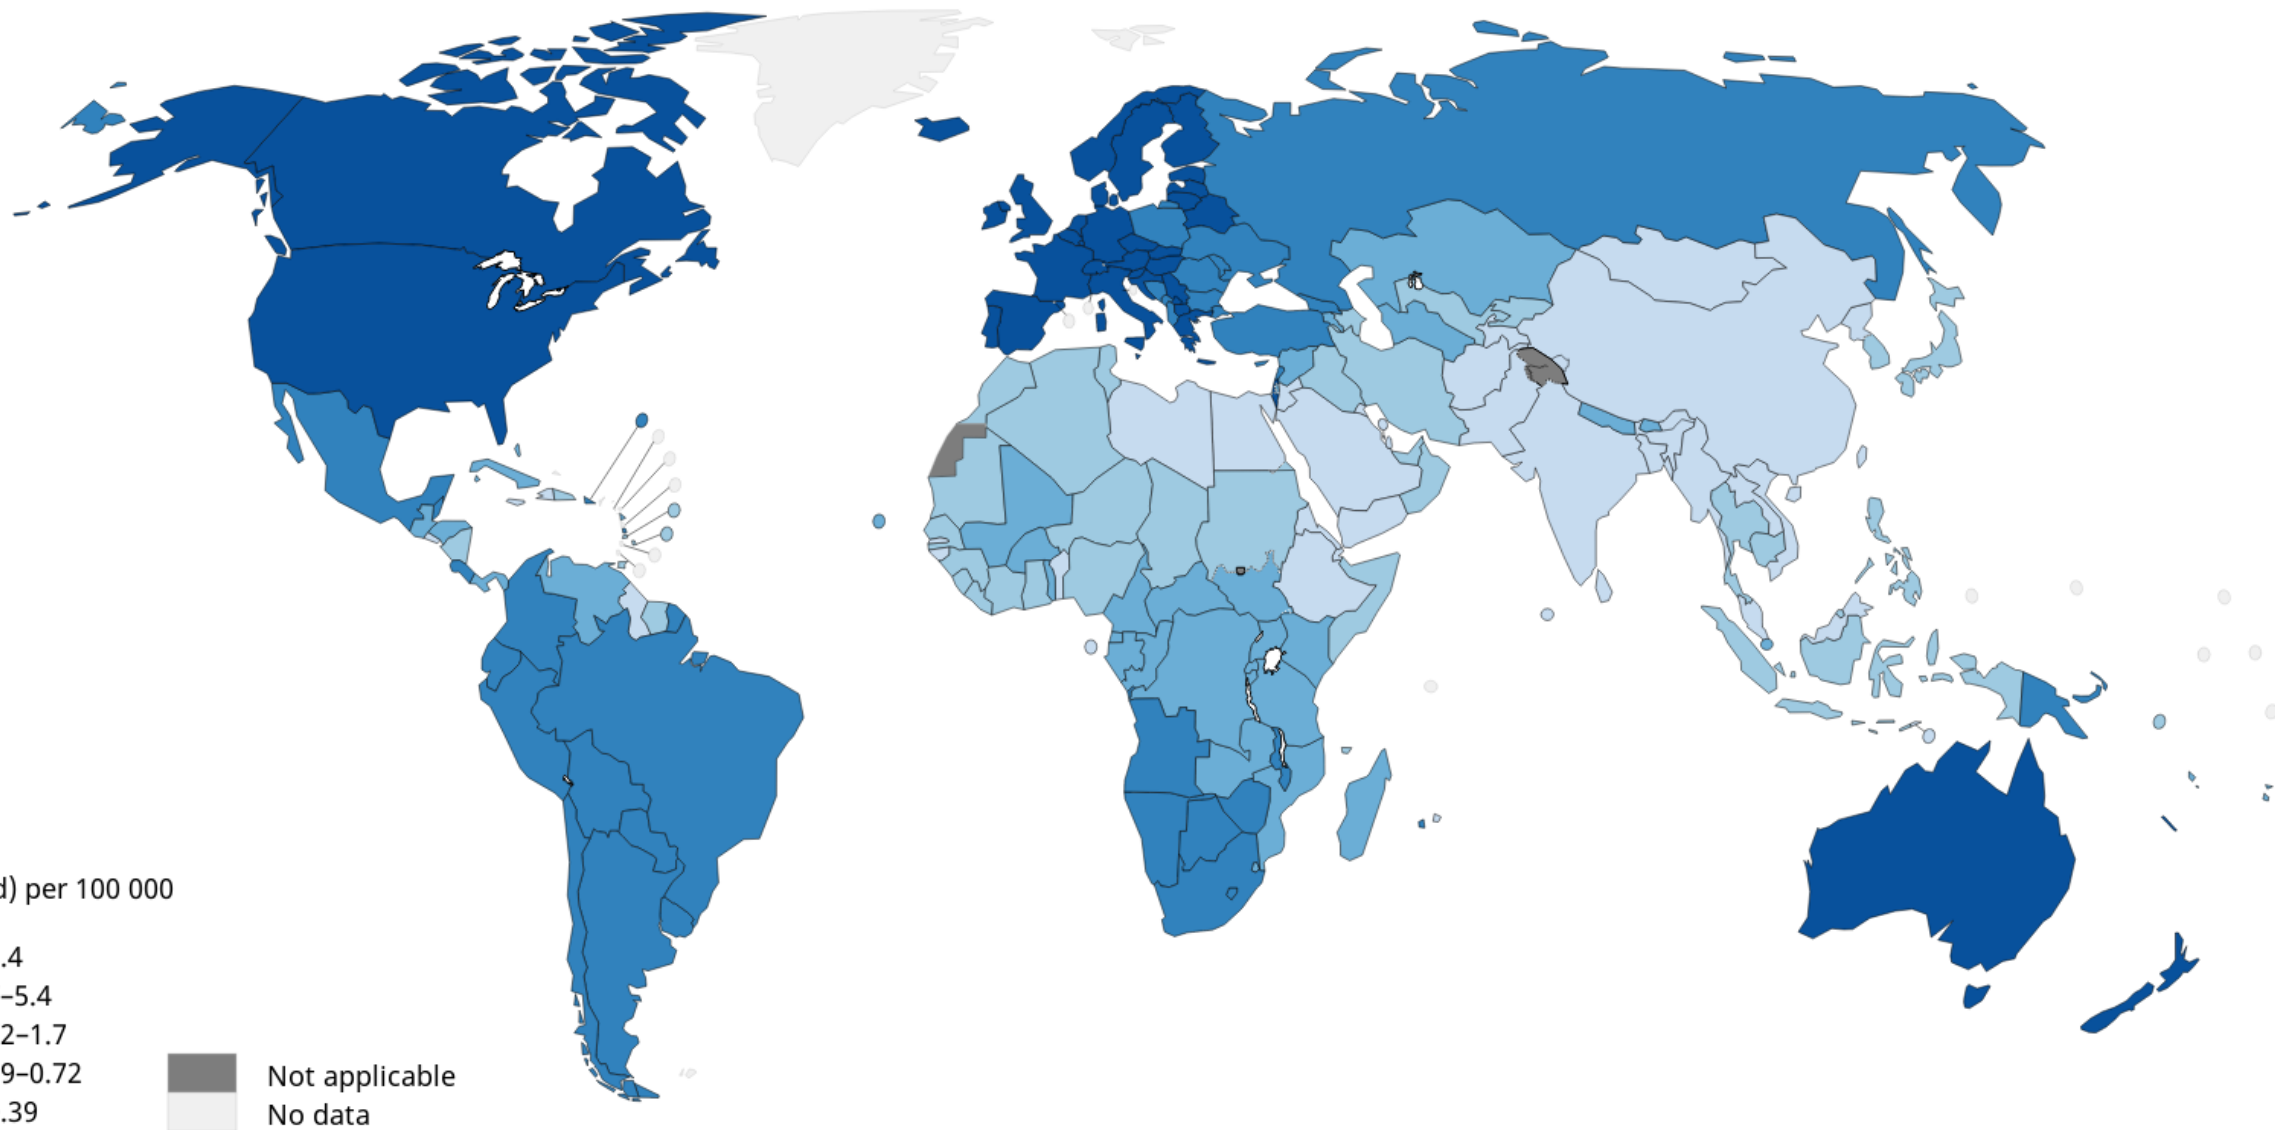 d) per 100 000
.4
–5.4
2–1.7
9–0.72
.39
Not applicable
No data